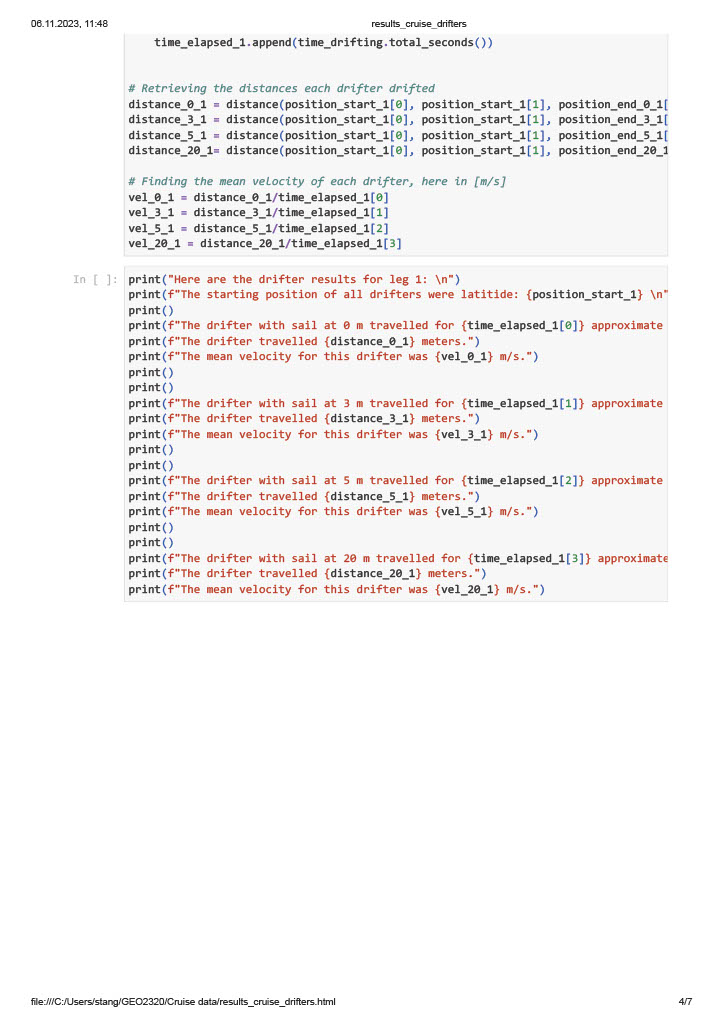 06.11.2023, 11:48 results_cruise_drifters
time_elapsed_1.append(time_drifting.total_seconds())
# Retrieving the distances each drifter drifted
distance_0_1 = distance(position_start_1[0], position_start_1[1], position_end_0_1[
distance_3_1 = distance(position_start_1[0], position_start_1[1], position_end_3_1[
distance_5_1 = distance(position_start_1[0], position_start_1[1], position_end_5_1[
distance_20_1= distance(position_start_1[0], position_start_1[1], position_end_20_1
# Finding the mean velocity of each drifter, here in [m/s]
vel_0_1 = distance_0_1/time_elapsed_1[0]
vel_3_1 = distance_3_1/time_elapsed_1[1]
vel_5_1 = distance_5_1/time_elapsed_1[2]
vel_20_1 = distance_20_1/time_elapsed_1[3]
In [ ]: print("Here are the drifter results for leg 1: \n")
print(f"The starting position of all drifters were latitide: {position_start_1} \n"
print()
print(f"The drifter with sail at 0 m travelled for {time_elapsed_1[0]} approximate
print(f"The drifter travelled {distance_0_1} meters.")
print(f"The mean velocity for this drifter was {vel_0_1} m/s.")
print()
print()
print(f"The drifter with sail at 3 m travelled for {time_elapsed_1[1]} approximate
print(f"The drifter travelled {distance_3_1} meters.")
print(f"The mean velocity for this drifter was {vel_3_1} m/s.")
print()
print()
print(f"The drifter with sail at 5 m travelled for {time_elapsed_1[2]} approximate
print(f"The drifter travelled {distance_5_1} meters.")
print(f"The mean velocity for this drifter was {vel_5_1} m/s.")
print()
print()
print(f"The drifter with sail at 20 m travelled for {time_elapsed_1[3]} approximate
print(f"The drifter travelled {distance_20_1} meters.")
print(f"The mean velocity for this drifter was {vel_20_1} m/s.")
file:///C:/Users/stang/GEO2320/Cruise data/results_cruise_drifters.html 4/7